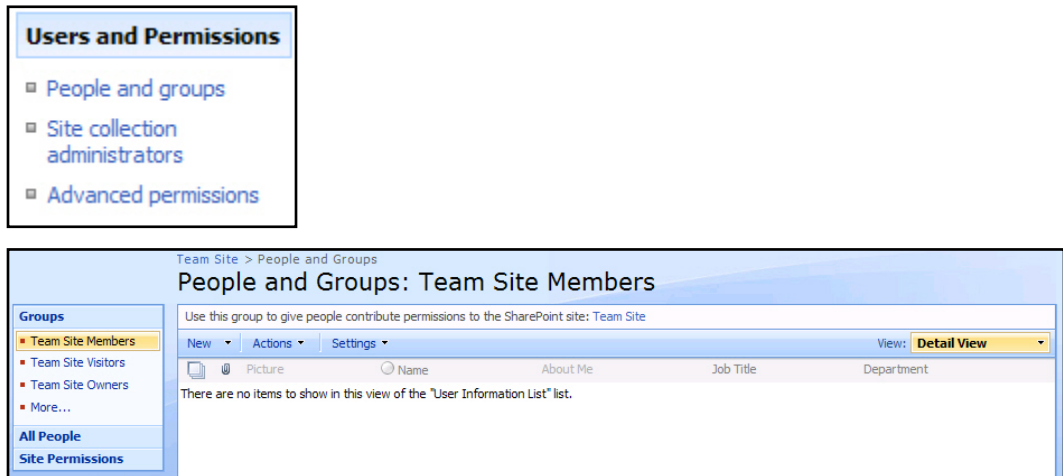 Users and Permissions
People and groups
Site collection
administrators
Advanced permissions
Team Site > People and Groups
People and Groups: Team Site Members
Groups
Team Site Members
Team Site Visitors
Team Site Owners
More...
All People
Site Permissions
Use this group to give people contribute permissions to the SharePoint site: Team Site
New Actions Settings View: Detail View
Picture Name About Me Job Title Department
There are no items to show in this view of the "User Information List" list.